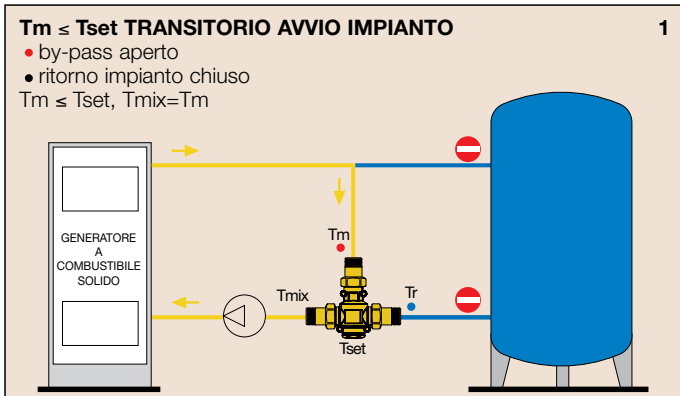 Tm ≤ Tset TRANSITORIO AVVIO IMPIANTO 1
• by-pass aperto
• ritorno impianto chiuso
Tm ≤ Tset, Tmix=Tm
Tm
GENERATORE
A
COMBUSTIBILE
SOLIDO
Tmix
Tr
Tset